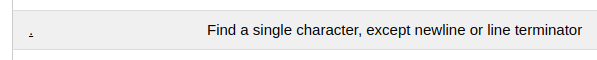 . Find a single character, except newline or line terminator